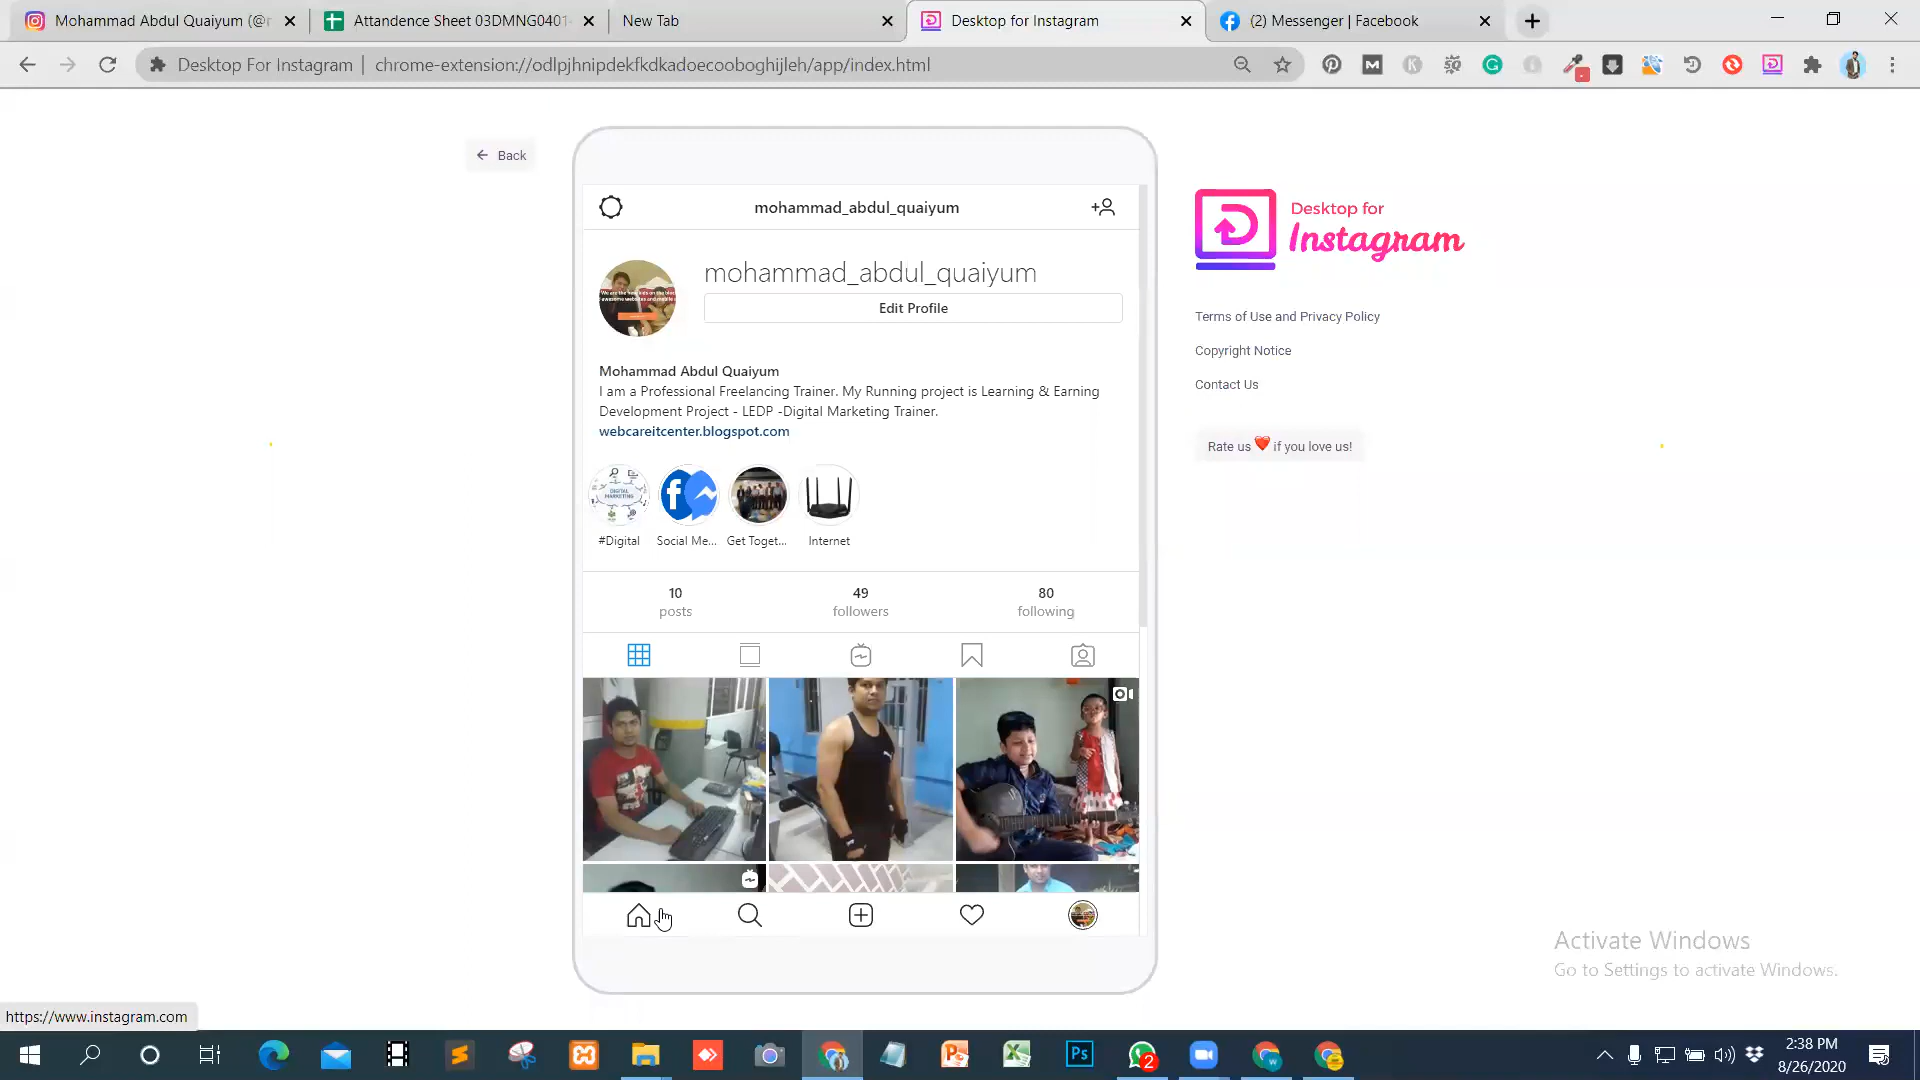 Mohammad Abdul Quaiyum (@r
Attandence Sheet 03DMNG0401-
New Tab
Desktop for Instagram
(2) Messenger | Facebook
Desktop For Instagram | chrome-extension://odlpjhnipdekfkdkadoecooboghijleh/app/index.html
Back
mohammad_abdul_quaiyum
mohammad_abdul_quaiyum
Edit Profile
Mohammad Abdul Quaiyum
I am a Professional Freelancing Trainer. My Running project is Learning & Earning
Development Project - LEDP -Digital Marketing Trainer.
webcareitcenter.blogspot.com
DIGITAL
MARKETING
#Digital
Social Me...
Get Toget...
Internet
10
posts
49
followers
80
following
Desktop for
Instagram
Terms of Use and Privacy Policy
Copyright Notice
Contact Us
Rate us ❤️ if you love us!
Activate Windows
Go to Settings to activate Windows.
https://www.instagram.com
Ps
2
2:38 PM
8/26/2020